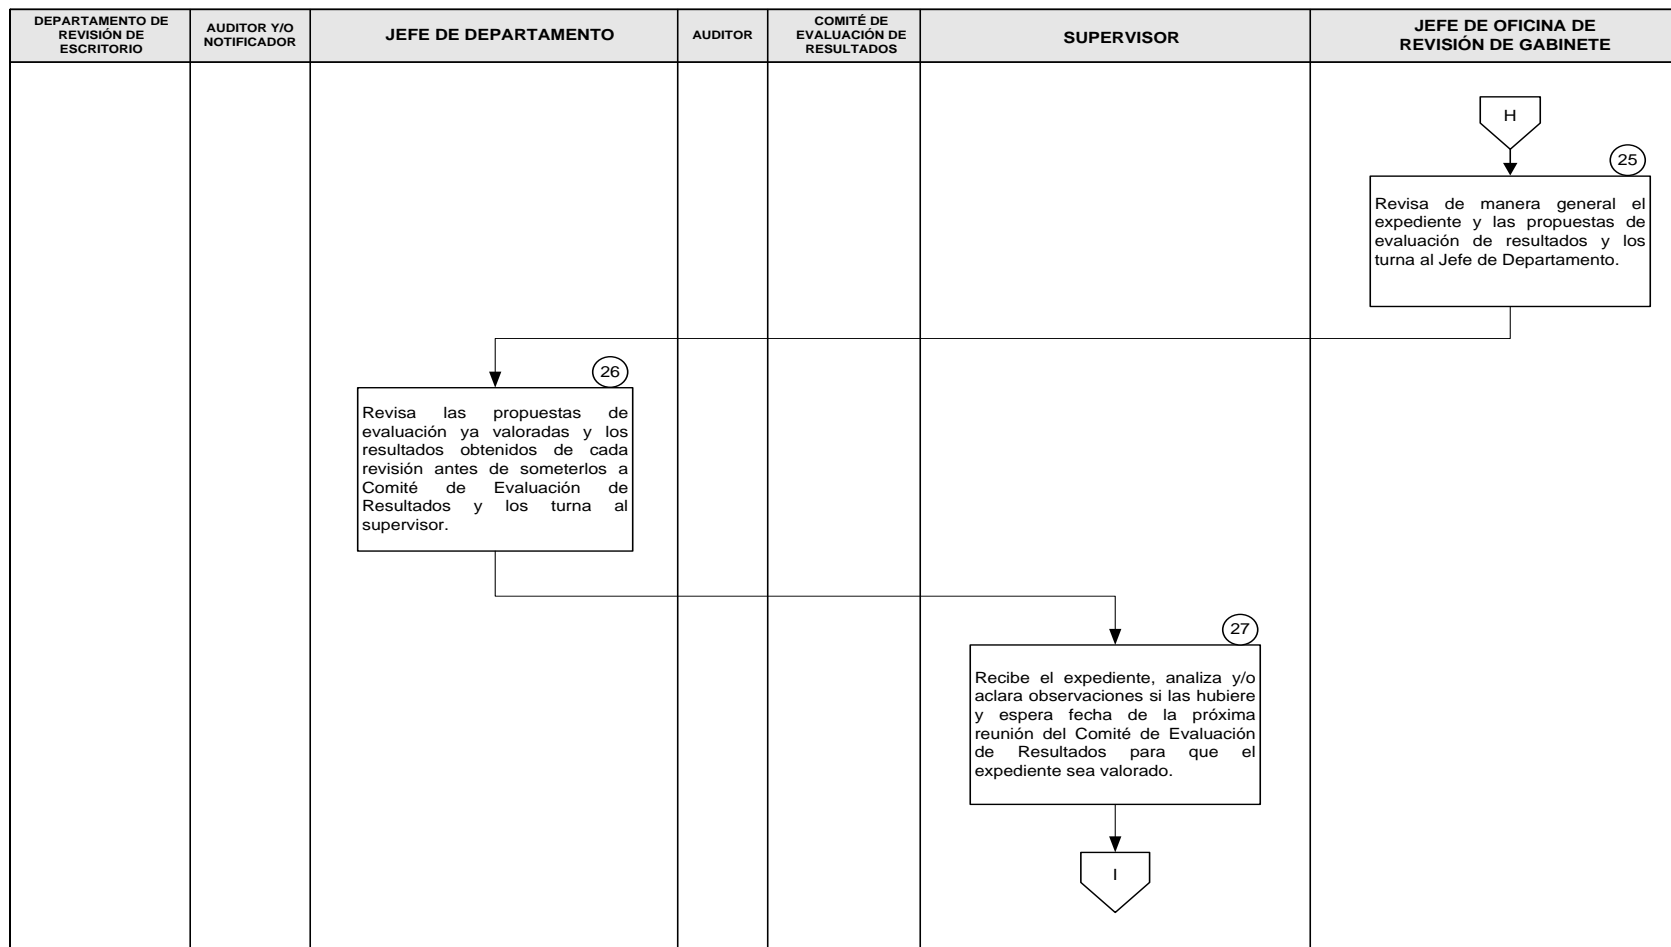 DEPARTAMENTO DE
REVISIÓN DE
ESCRITORIO
AUDITOR Y/O
NOTIFICADOR
JEFE DE DEPARTAMENTO
AUDITOR
COMITÉ DE
EVALUACIÓN DE
RESULTADOS
SUPERVISOR
JEFE DE OFICINA DE
REVISIÓN DE GABINETE
H
25
Revisa de manera general el
expediente y las propuestas de
evaluación de resultados y los
turna al Jefe de Departamento.
26
Revisa las propuestas de
evaluación ya valoradas y los
resultados obtenidos de cada
revisión antes de someterlos a
Comité de Evaluación de
Resultados y los turna al
supervisor.
27
Recibe el expediente, analiza y/o
aclara observaciones si las hubiere
y espera fecha de la próxima
reunión del Comité de Evaluación
de Resultados para que el
expediente sea valorado.
I